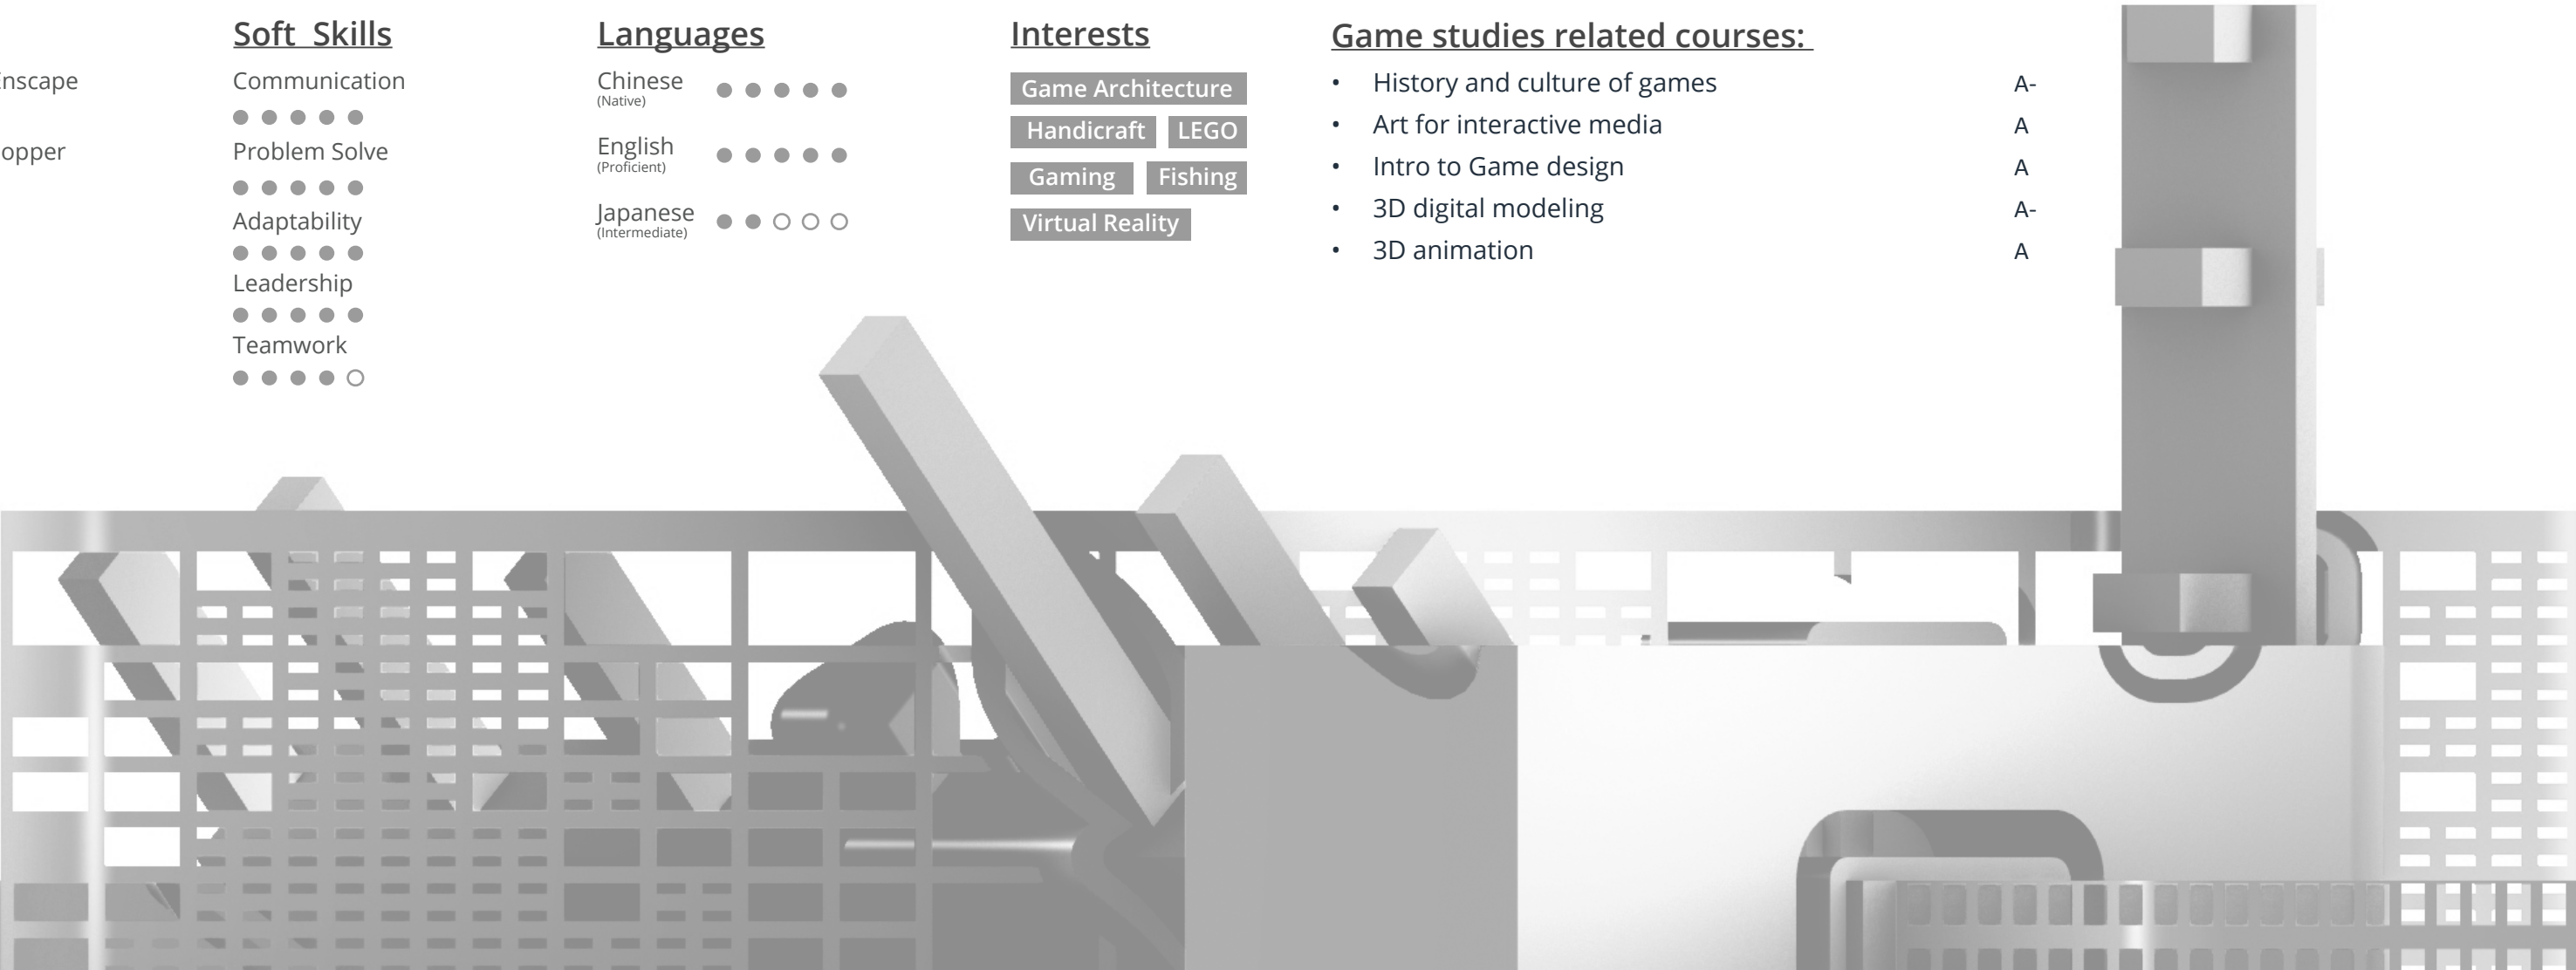 Enscape
opper
Soft Skills
Communication
Problem Solve
Adaptability
Leadership
Teamwork
Languages
Chinese
(Native)
English
(Proficient)
Japanese
(Intermediate)
Interests
Game Architecture
Handicraft LEGO
Gaming Fishing
Virtual Reality
Game studies related courses:
• History and culture of games A-
• Art for interactive media A
• Intro to Game design A
• 3D digital modeling A-
• 3D animation A